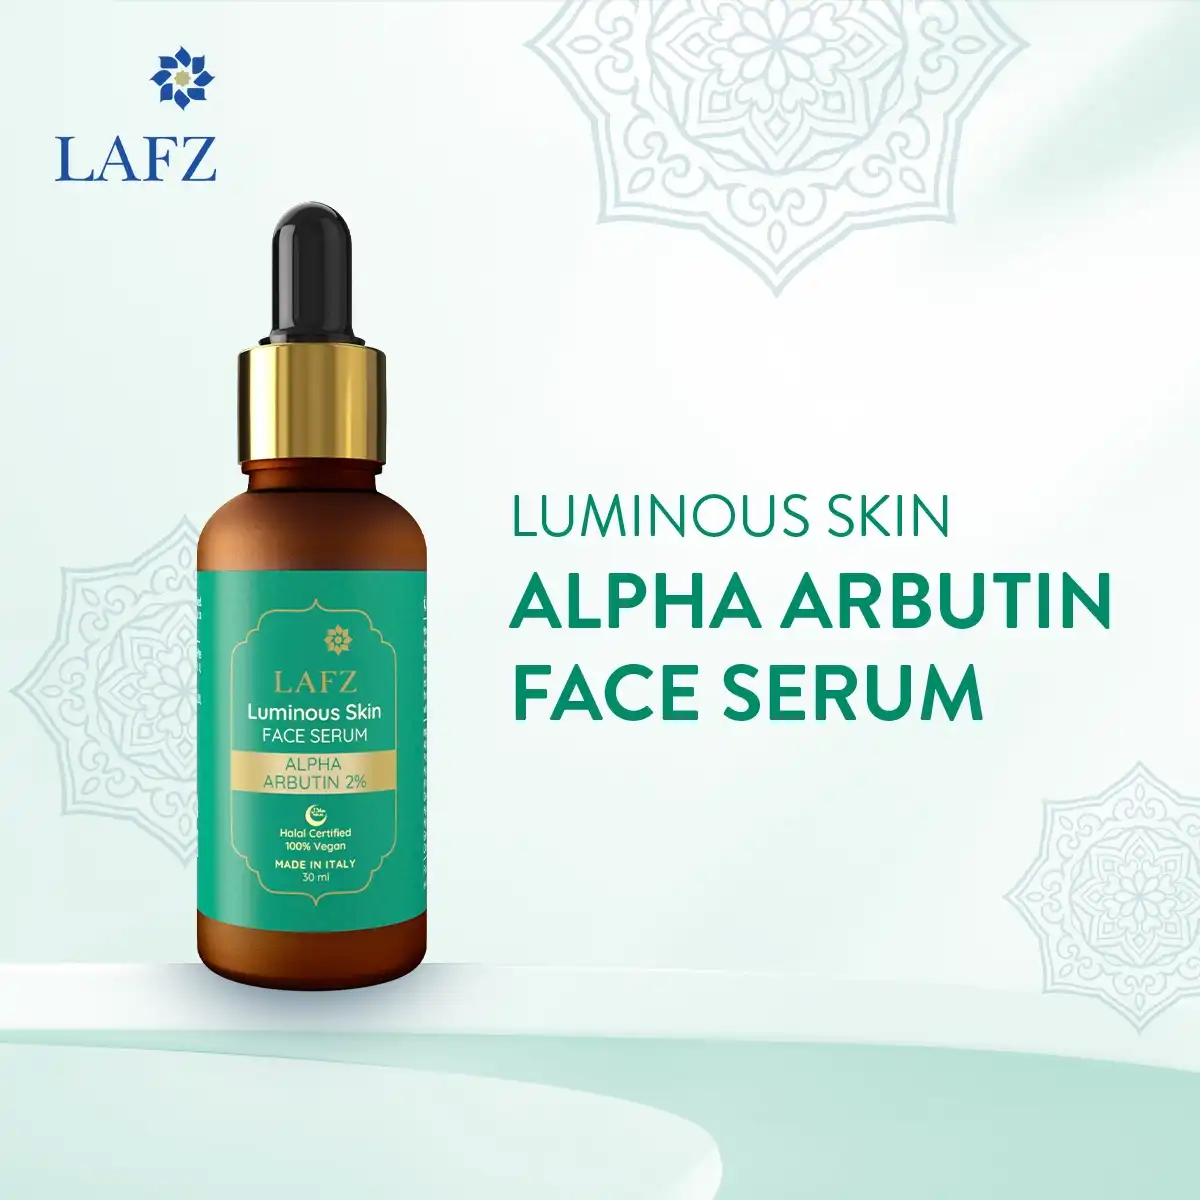 LAFZ
LUMINOUS SKIN
ALPHA ARBUTIN
FACE SERUM
LAFZ
Luminous Skin
FACE SERUM
ALPHA
ARBUTIN 2%
Halal Certified
100% Vegan
MADE IN ITALY
30 ml